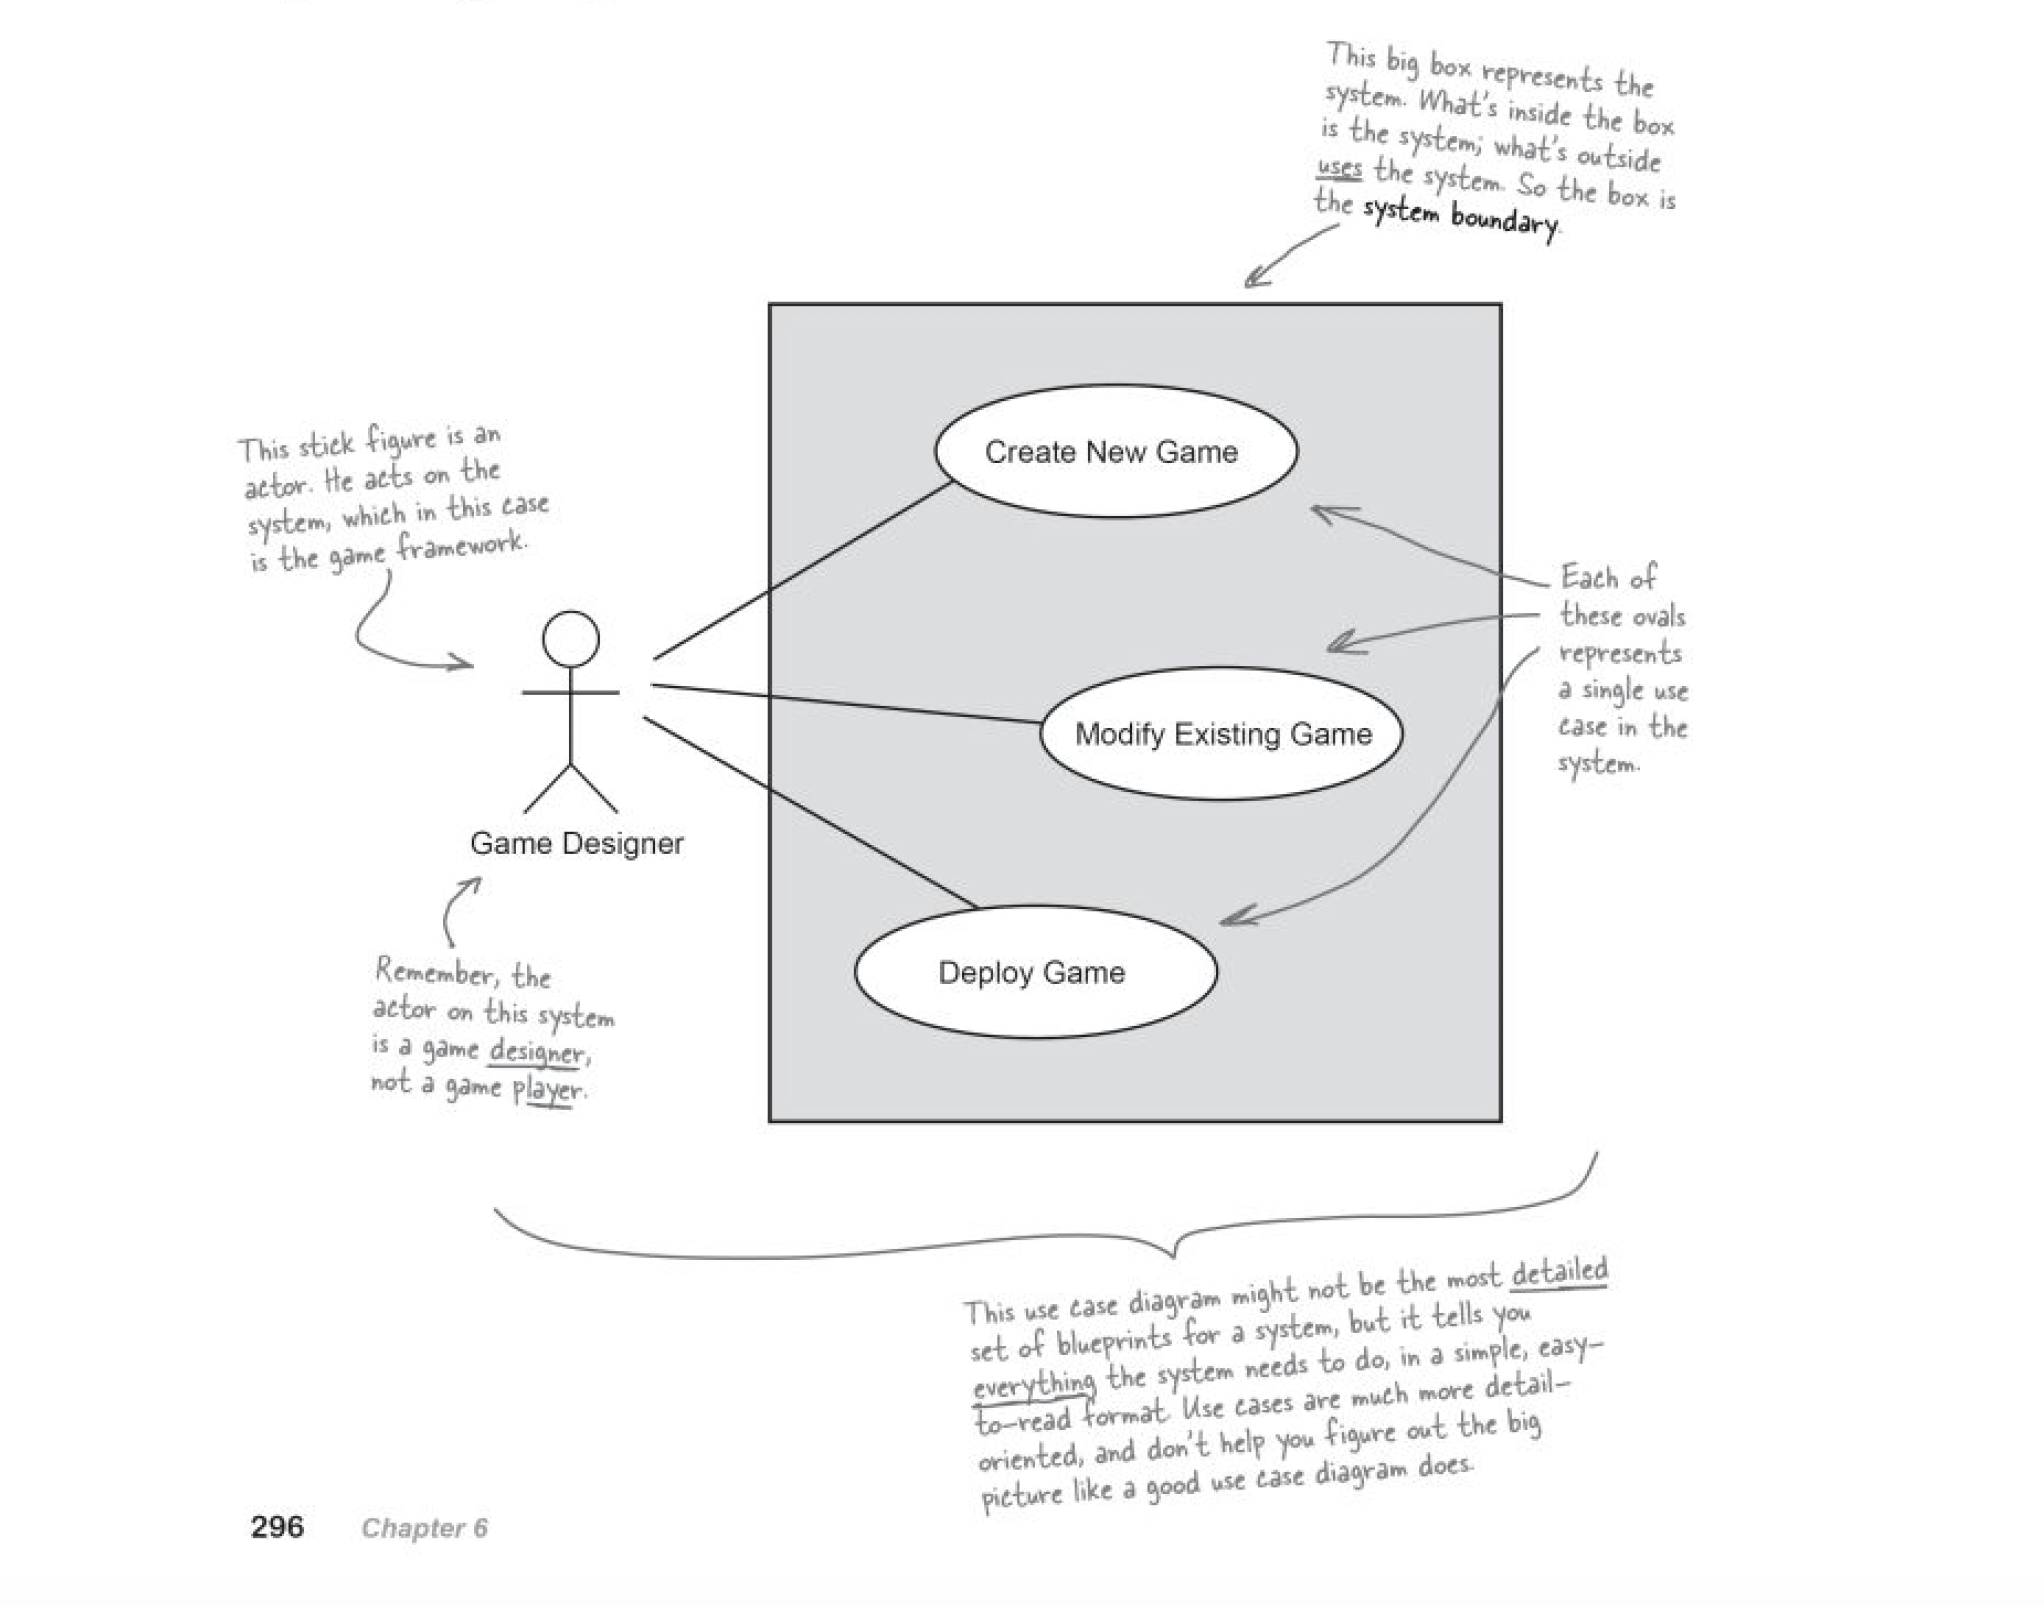 This big box represents the
system. What's inside the box
is the system; what's outside
uses the system. So the box is
the system boundary.
Create New Game
This stick figure is an
actor. He acts on the
system, which in this case
is the game framework.
Each of
these ovals
represents
a single use
case in the
system.
Modify Existing Game
Game Designer
Deploy Game
Remember, the
actor on this system
is a game designer,
not a game player.
This use case diagram might not be the most detailed
set of blueprints for a system, but it tells you
everything the system needs to do, in a simple, easy-
to-read format. Use cases are much more detail-
oriented, and don't help you figure out the big
picture like a good use case diagram does.
296 Chapter 6